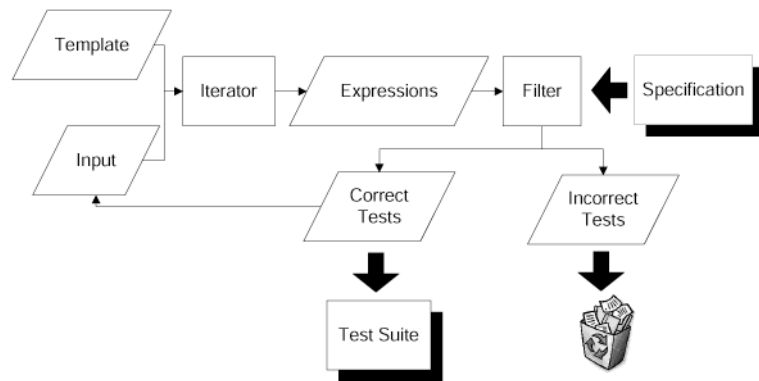 Template
Iterator
Expressions
Filter
Specification
Input
Correct
Tests
Incorrect
Tests
Test Suite